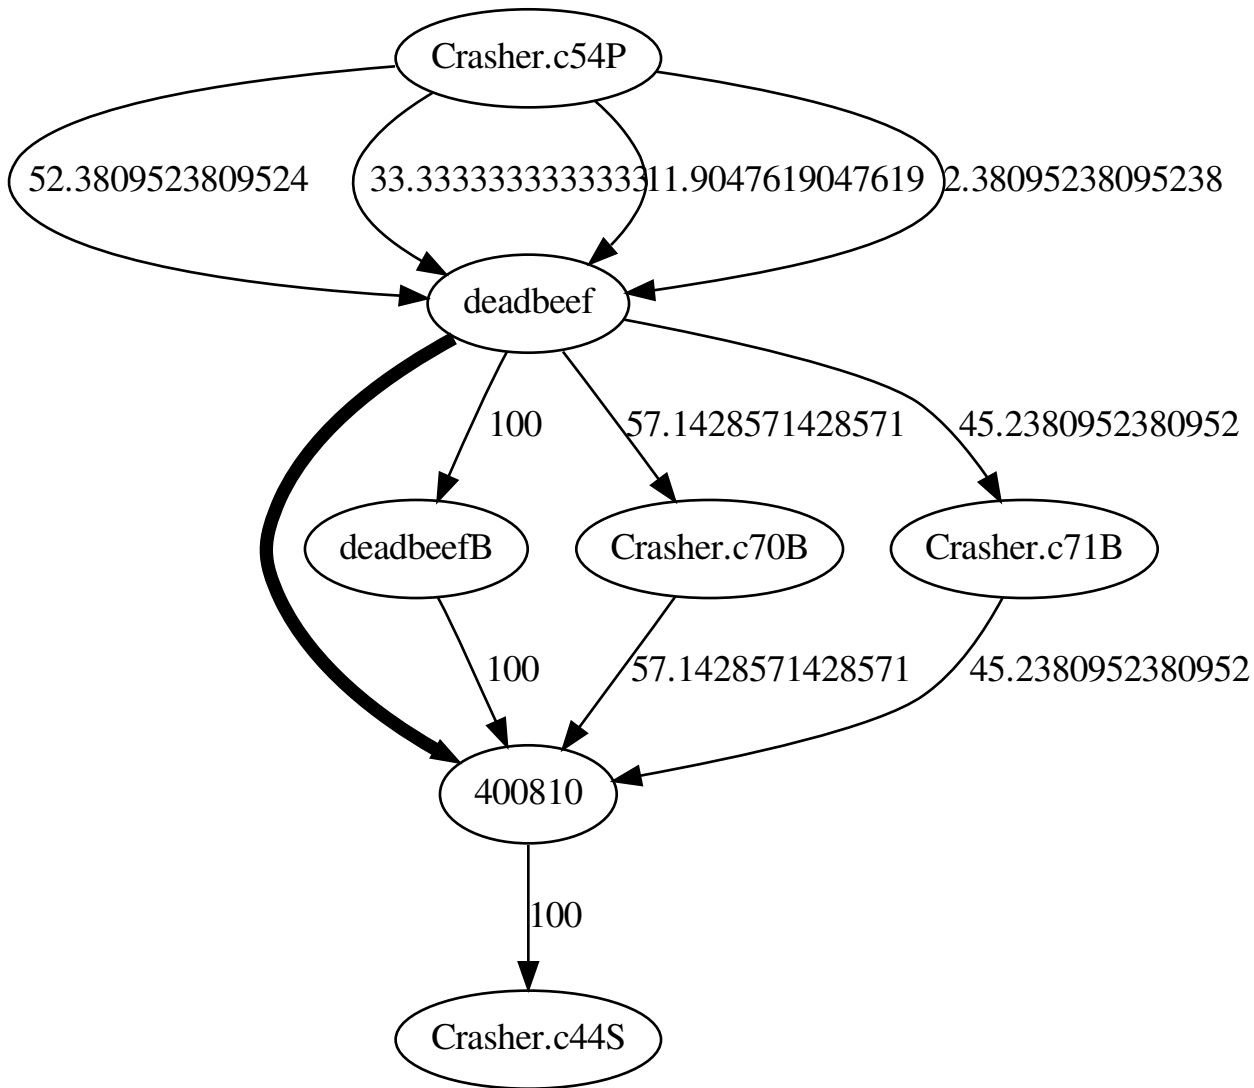 Crasher.c54P
52.3809523809524
33.3333333333333
11.9047619047619
2.38095238095238
deadbeef
100
57.1428571428571
45.2380952380952
deadbeefB
Crasher.c70B
Crasher.c71B
100
57.1428571428571
45.2380952380952
400810
100
Crasher.c44S